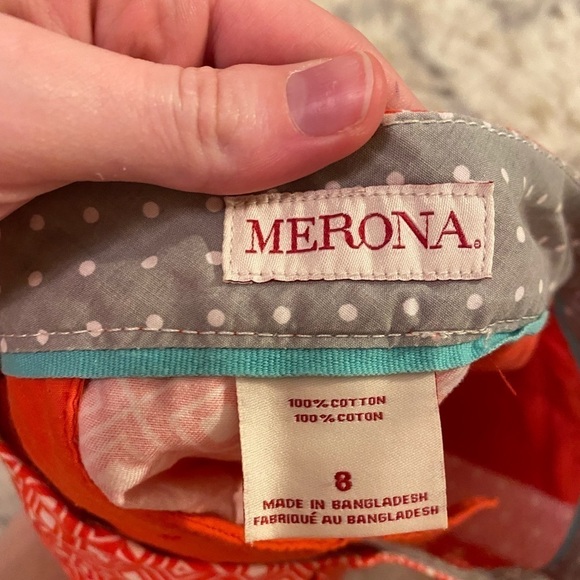 MERONA®
100% COTTON
100% COTON
8
MADE IN BANGLADESH
FABRIQUÉ AU BANGLADESH